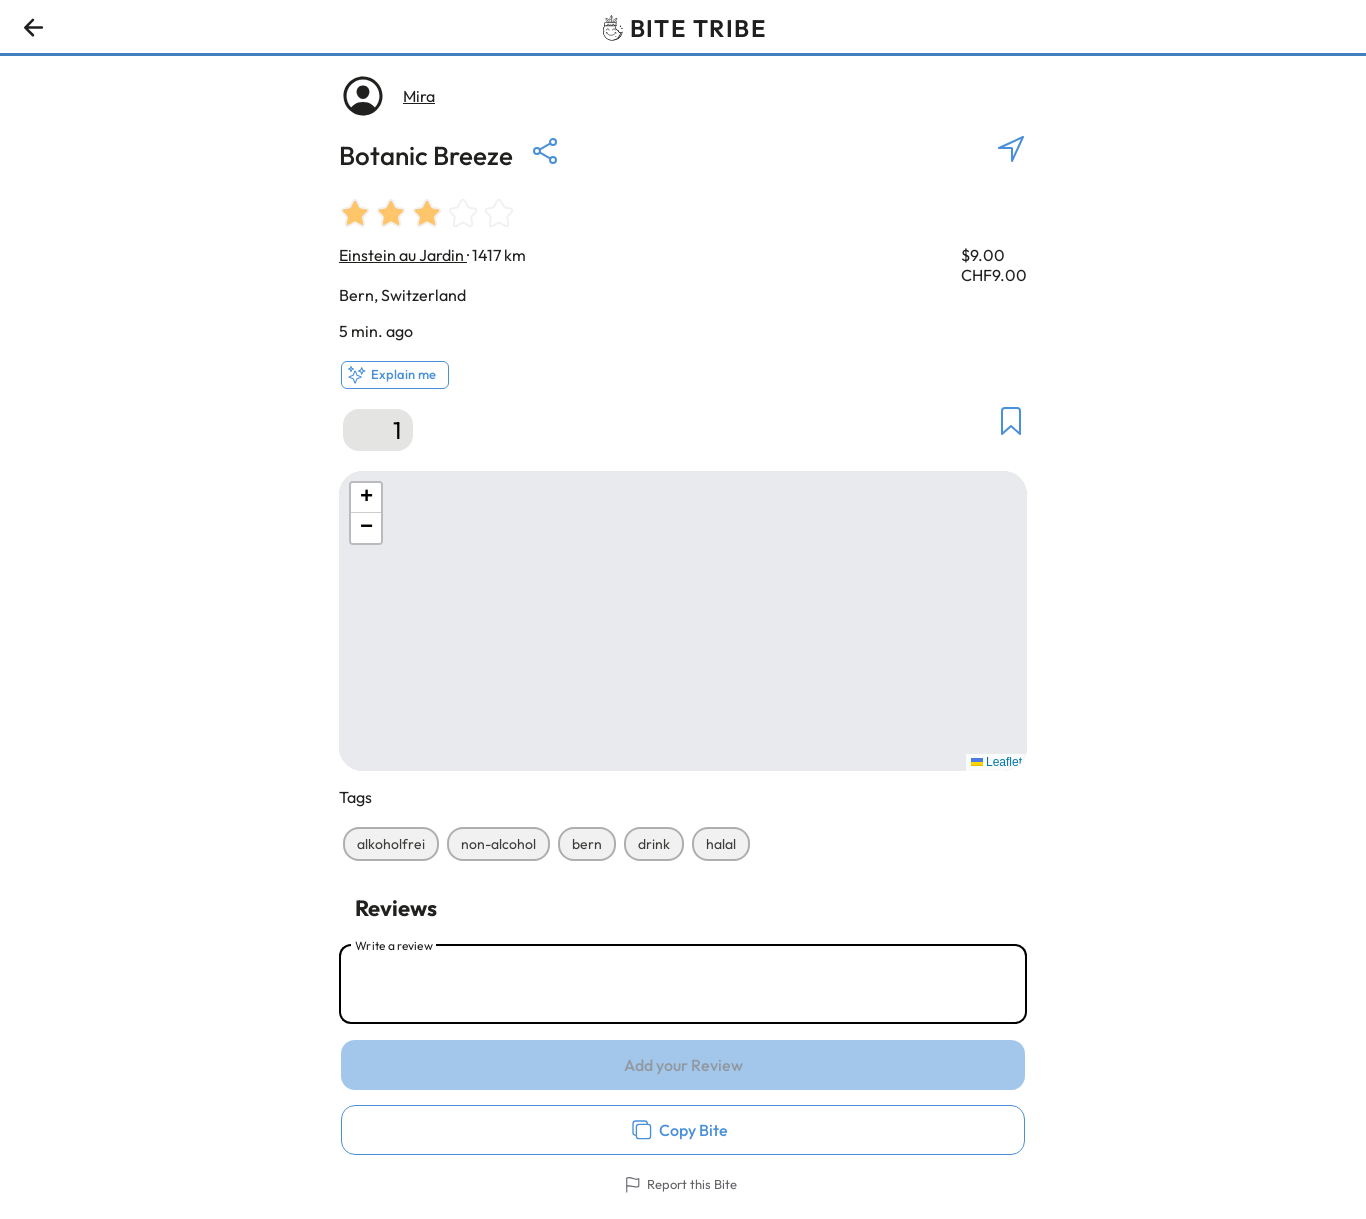 BITE TRIBE
Mira
Botanic Breeze
Einstein au Jardin · 1417 km
$9.00
CHF9.00
Bern, Switzerland
5 min. ago
Explain me
1
+
−
Leaflet
Tags
alkoholfrei non-alcohol bern drink halal
Reviews
Write a review
Add your Review
Copy Bite
Report this Bite